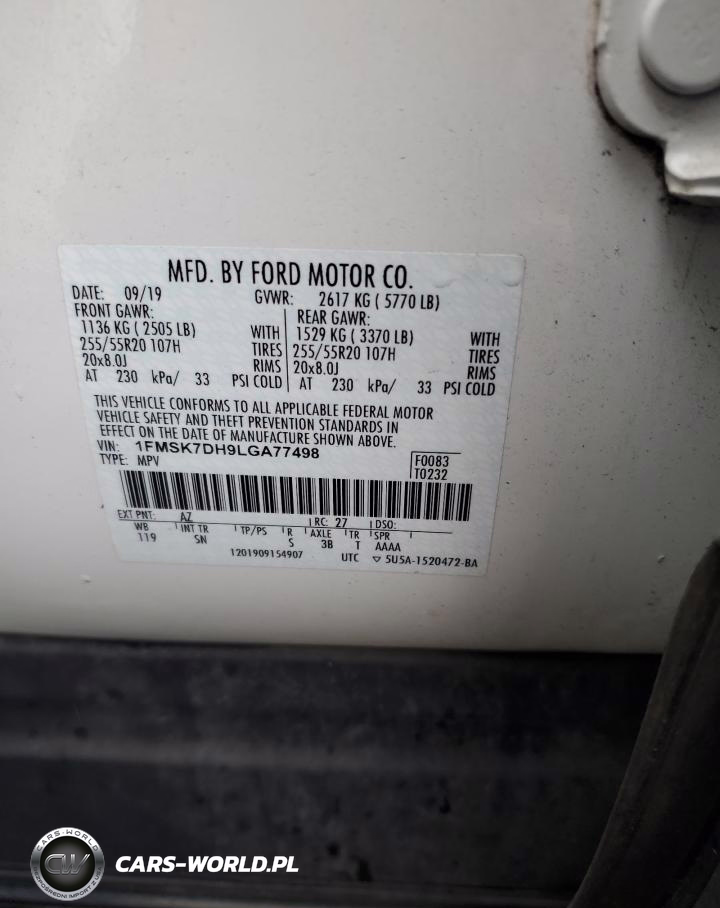 MFD. BY FORD MOTOR CO.
DATE: 09/19 GVWR: 2617 KG ( 5770 LB)
FRONT GAWR: REAR GAWR:
1136 KG ( 2505 LB) WITH 1529 KG ( 3370 LB) WITH
255/55R20 107H TIRES 255/55R20 107H TIRES
20x8.0J RIMS 20x8.0J RIMS
AT 230 kPa/ 33 PSI COLD AT 230 kPa/ 33 PSI COLD
THIS VEHICLE CONFORMS TO ALL APPLICABLE FEDERAL MOTOR
VEHICLE SAFETY AND THEFT PREVENTION STANDARDS IN
EFFECT ON THE DATE OF MANUFACTURE SHOWN ABOVE.
VIN: 1FMSK7DH9LGA77498
TYPE: MPV
F0083
T0232
EXT PNT: AZ RC: 27 DSO:
WB INT TR TP/PS R AXLE TR SPR
119 SN S 3B T AAAA
1201909154907 UTC ▽ 5U5A-1520472-BA
CARS-WORLD
CW
CARS-WORLD.PL